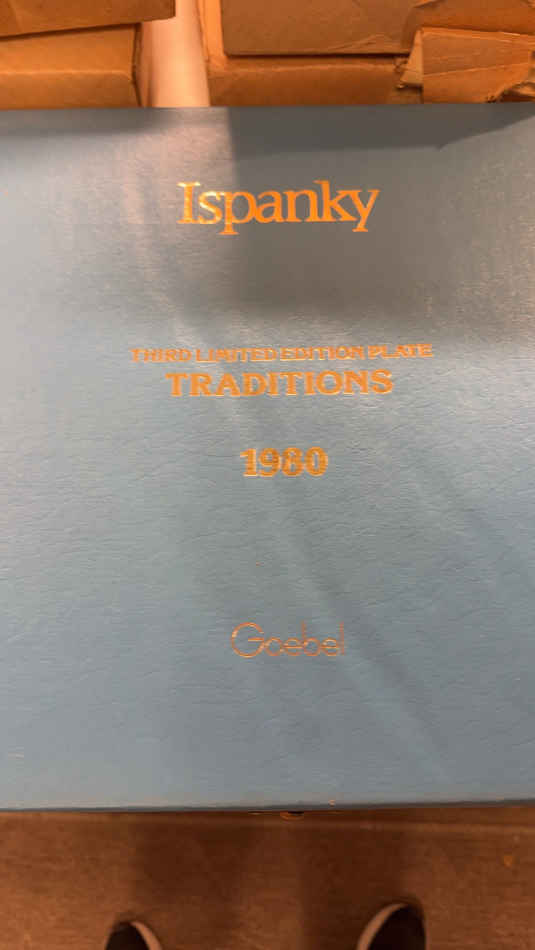 Ispanky
THIRD LIMITED EDITION PLATE
TRADITIONS
1980
Goebel